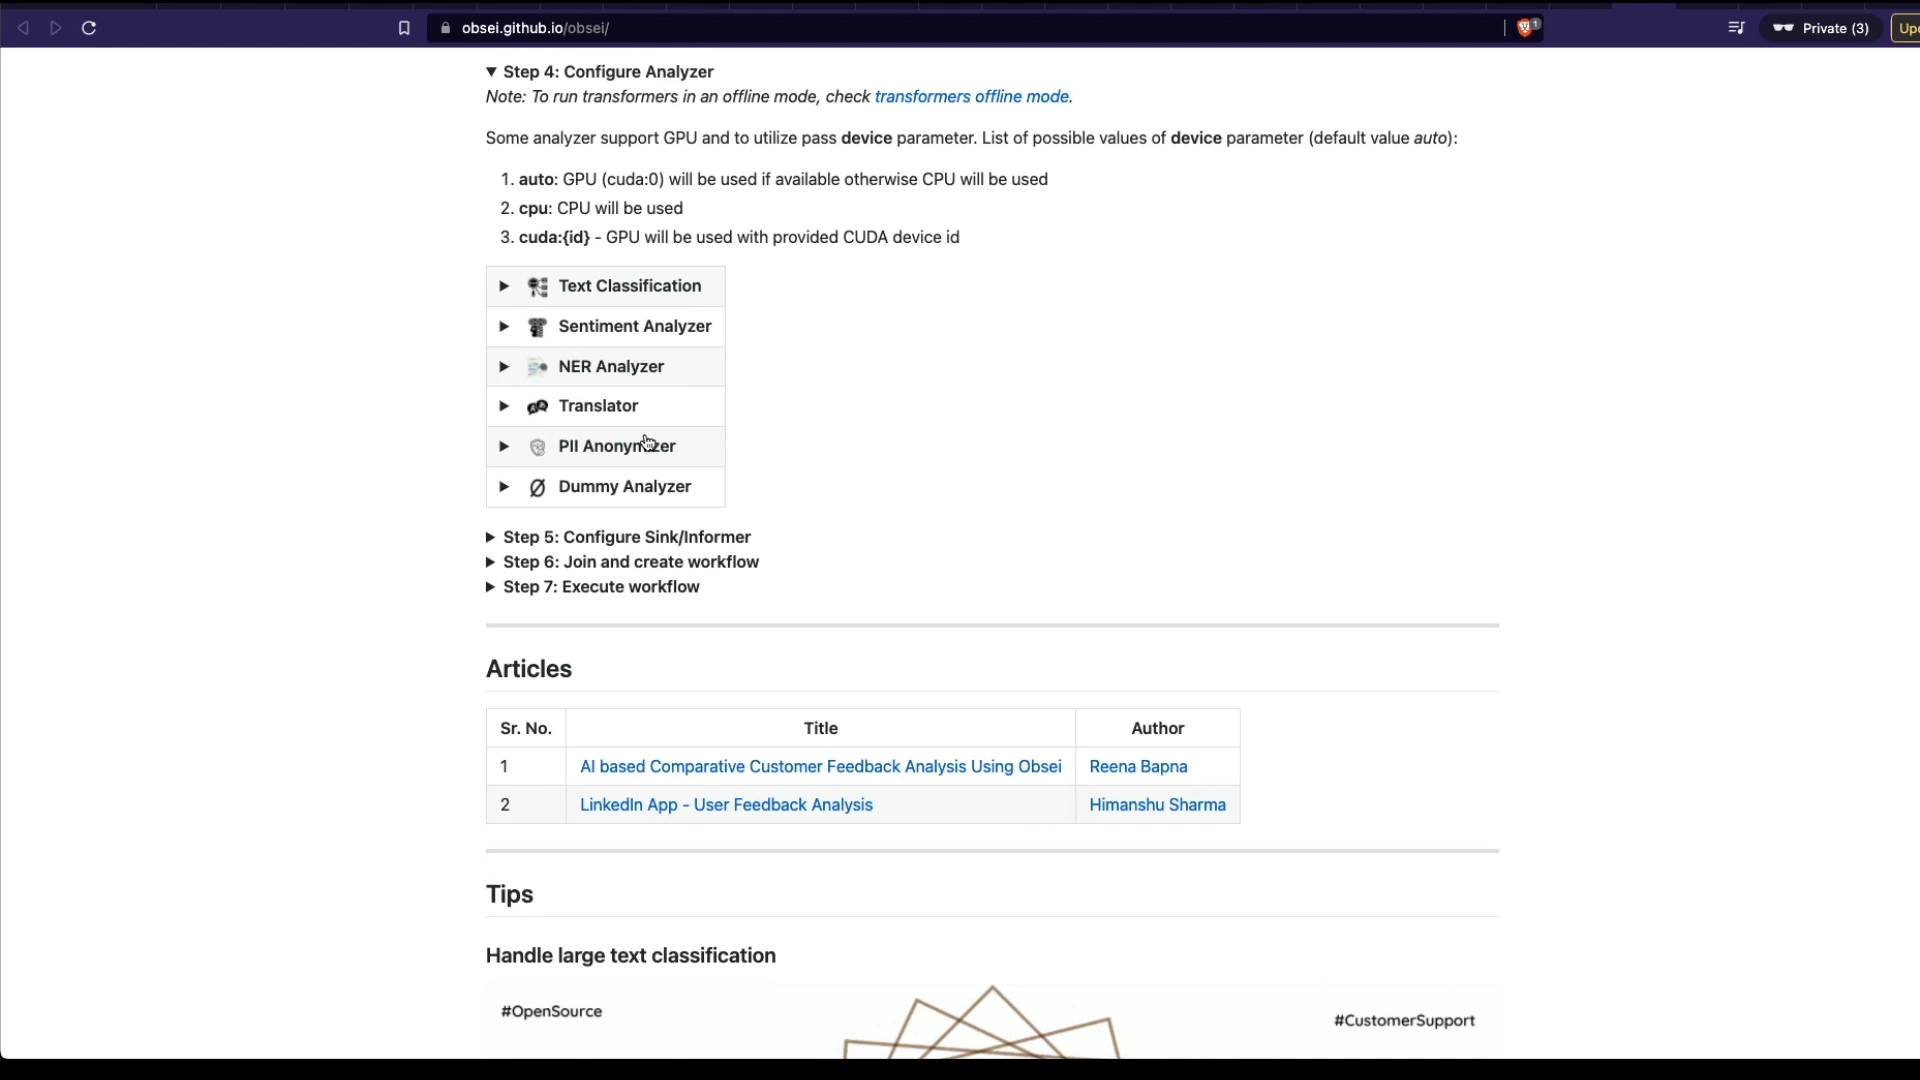 obsei.github.io/obsei/
1
Private (3)
▼ Step 4: Configure Analyzer
Note: To run transformers in an offline mode, check transformers offline mode.
Some analyzer support GPU and to utilize pass device parameter. List of possible values of device parameter (default value auto):
1. auto: GPU (cuda:0) will be used if available otherwise CPU will be used
2. cpu: CPU will be used
3. cuda:{id} - GPU will be used with provided CUDA device id
▶ Text Classification
▶ Sentiment Analyzer
▶ NER Analyzer
▶ Translator
▶ PII Anonymizer
▶ Dummy Analyzer
▶ Step 5: Configure Sink/Informer
▶ Step 6: Join and create workflow
▶ Step 7: Execute workflow
Articles
Sr. No. Title Author
1 AI based Comparative Customer Feedback Analysis Using Obsei Reena Bapna
2 LinkedIn App - User Feedback Analysis Himanshu Sharma
Tips
Handle large text classification
#OpenSource
#CustomerSupport